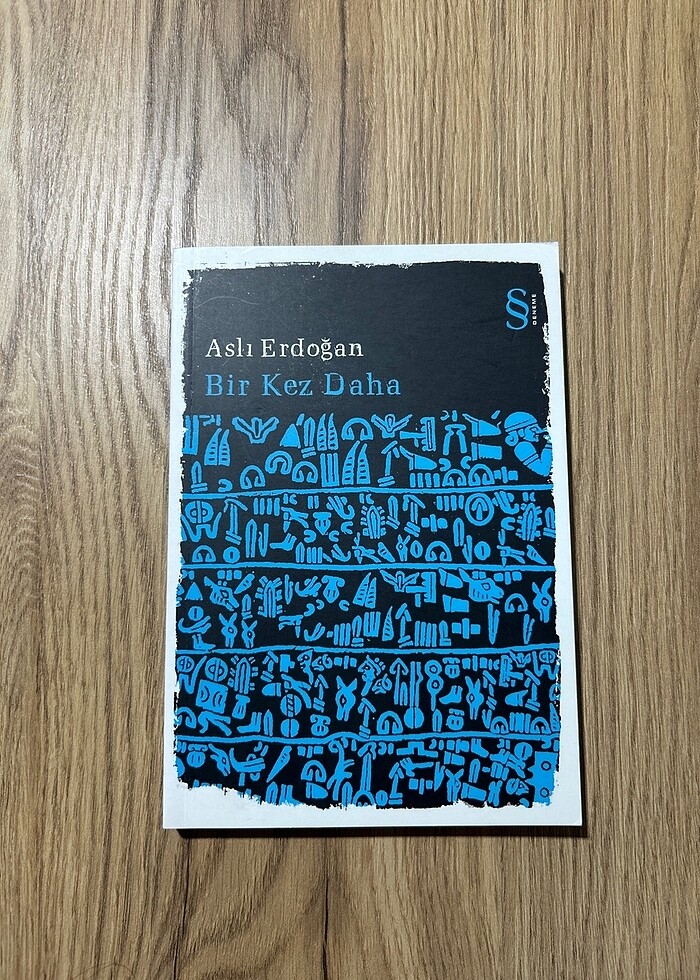 § DENEME
Aslı Erdoğan
Bir Kez Daha